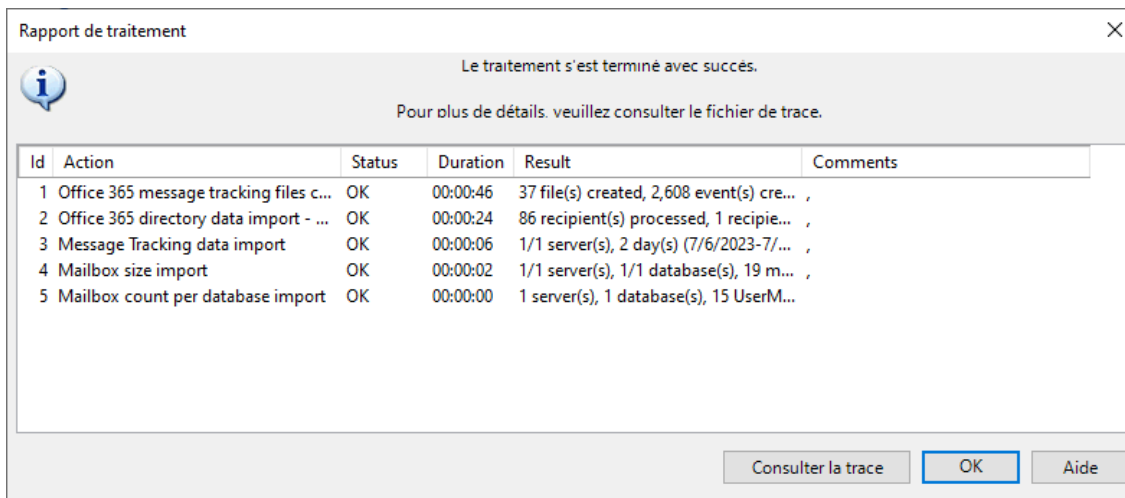 Rapport de traitement
Le traitement s'est terminé avec succès.
Pour plus de détails, veuillez consulter le fichier de trace.
Id Action Status Duration Result Comments
1 Office 365 message tracking files c... OK 00:00:46 37 file(s) created, 2,608 event(s) cre... ,
2 Office 365 directory data import - ... OK 00:00:24 86 recipient(s) processed, 1 recipie... ,
3 Message Tracking data import OK 00:00:06 1/1 server(s), 2 day(s) (7/6/2023-7/... ,
4 Mailbox size import OK 00:00:02 1/1 server(s), 1/1 database(s), 19 m... ,
5 Mailbox count per database import OK 00:00:00 1 server(s), 1 database(s), 15 UserM...
Consulter la trace OK Aide